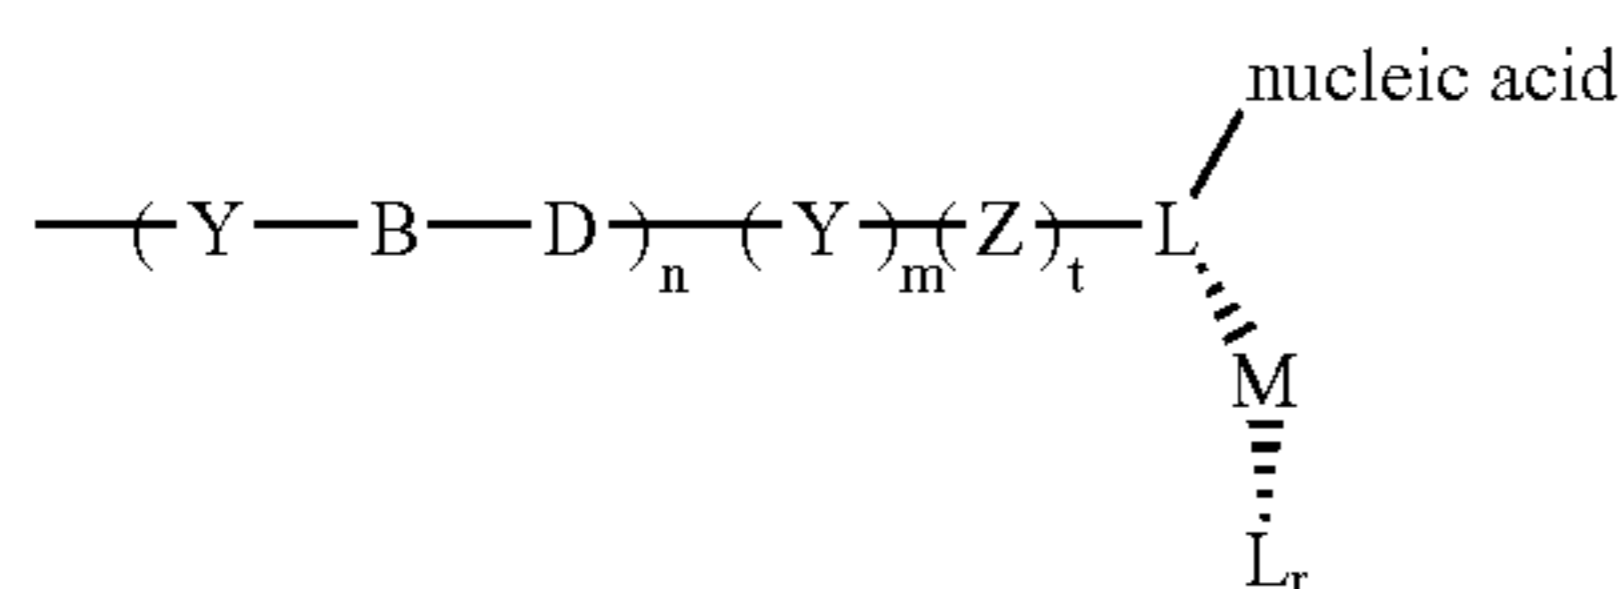 nucleic acid
( Y B D )n ( Y )m( Z )t L
M
Lr